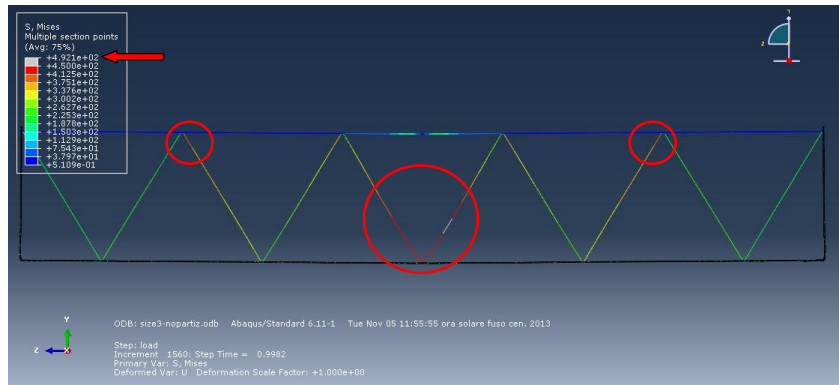 S, Mises
Multiple section points
(Avg: 75%)
+4.921e+02
+4.500e+02
+4.125e+02
+3.751e+02
+3.376e+02
+3.002e+02
+2.627e+02
+2.253e+02
+1.878e+02
+1.503e+02
+1.129e+02
+7.543e+01
+3.797e+01
+5.109e-01
Y
Z
Y
Z
X
ODB: size3-nopartiz.odb Abaqus/Standard 6.11-1 Tue Nov 05 11:55:55 ora solare fuso cen. 2013
Step: load
Increment 1560: Step Time = 0.9982
Primary Var: S, Mises
Deformed Var: U Deformation Scale Factor: +1.000e+00